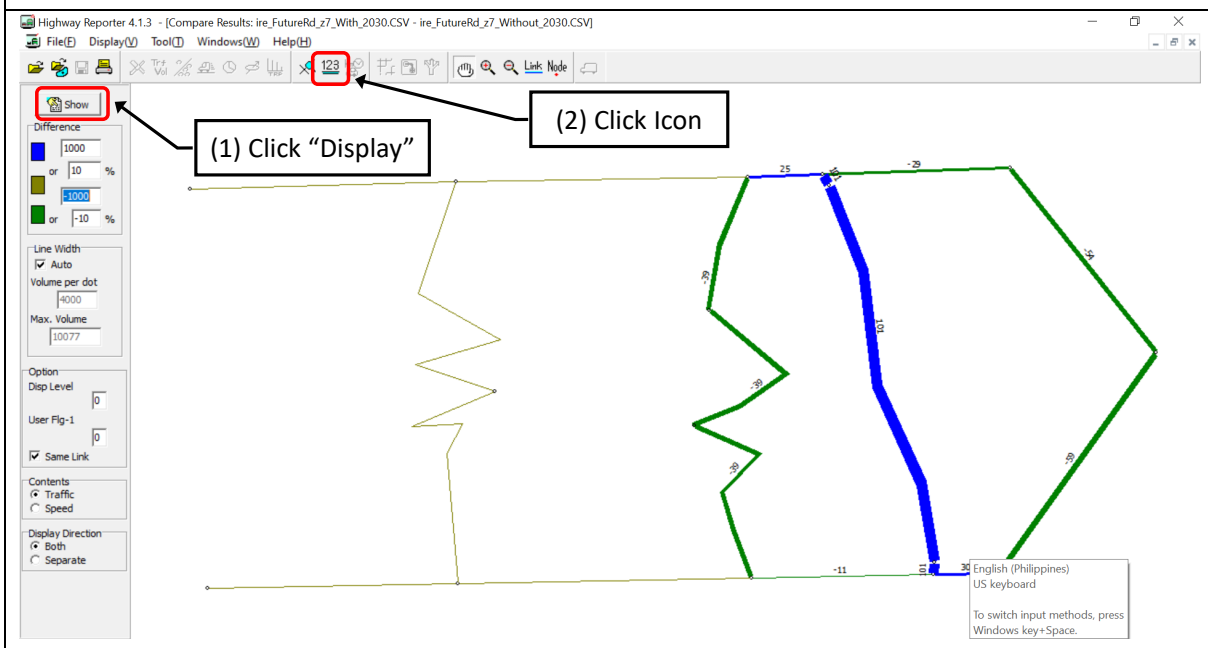 Highway Reporter 4.1.3 - [Compare Results: ire_FutureRd_z7_With_2030.CSV - ire_FutureRd_z7_Without_2030.CSV]
File(F) Display(V) Tool(T) Windows(W) Help(H)
Trf Vol TRF 123 Link Node
Show
(1) Click “Display”
(2) Click Icon
Difference
1000
or 10 %
-1000
or -10 %
Line Width
Auto
Volume per dot
4000
Max. Volume
10077
Option
Disp Level
0
User Flg-1
0
Same Link
Contents
Traffic
Speed
Display Direction
Both
Separate
25
-29
-54
-39
101
-39
-39
-59
-11
101
30
English (Philippines)
US keyboard
To switch input methods, press
Windows key+Space.